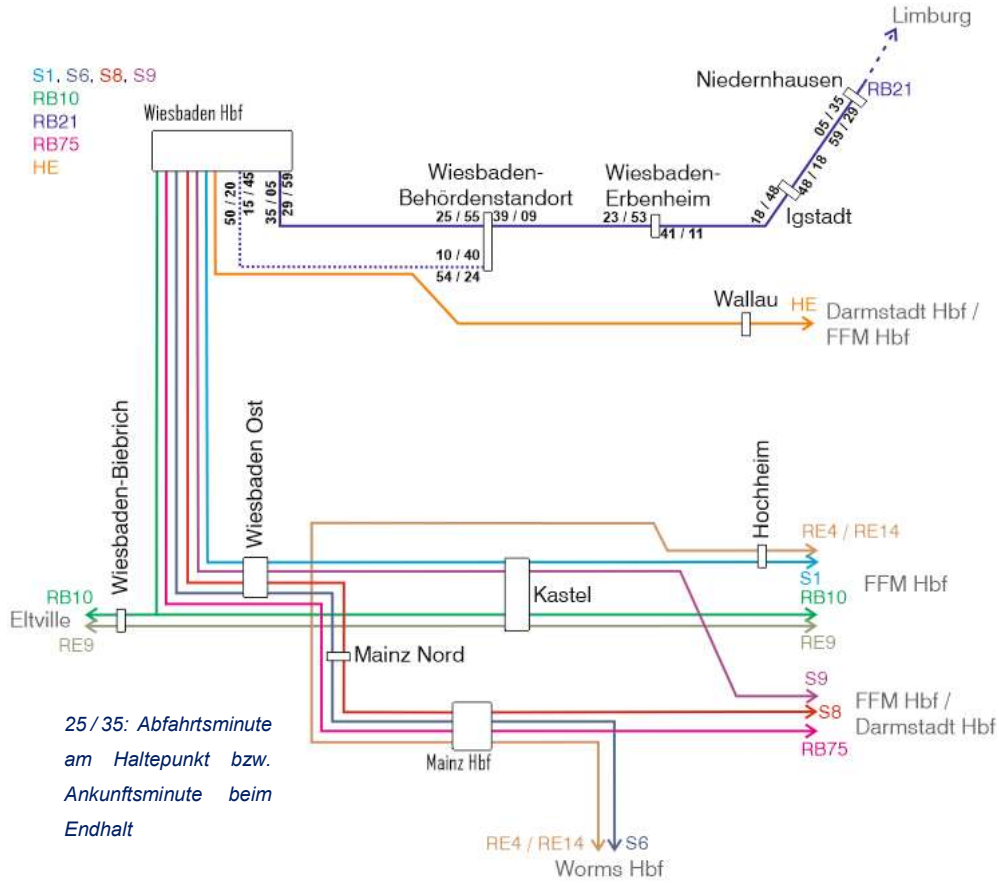 Limburg
S1, S6, S8, S9
RB10
RB21
RB75
HE
Wiesbaden Hbf
Niedernhausen
RB21
05 / 35
59 / 29
Wiesbaden-
Behördenstandort
Wiesbaden-
Erbenheim
50 / 20
15 / 45
35 / 05
29 / 59
25 / 55
39 / 09
23 / 53
41 / 11
18 / 48
48 / 18
Igstadt
10 / 40
54 / 24
Wallau
HE
Darmstadt Hbf /
FFM Hbf
Wiesbaden-Biebrich
Wiesbaden Ost
Hochheim
RE4 / RE14
S1
FFM Hbf
Kastel
RB10
RB10
Eltville
RE9
RE9
Mainz Nord
S9
FFM Hbf /
Darmstadt Hbf
S8
RB75
Mainz Hbf
25 / 35: Abfahrtsminute
am Haltepunkt bzw.
Ankunftsminute beim
Endhalt
RE4 / RE14
S6
Worms Hbf